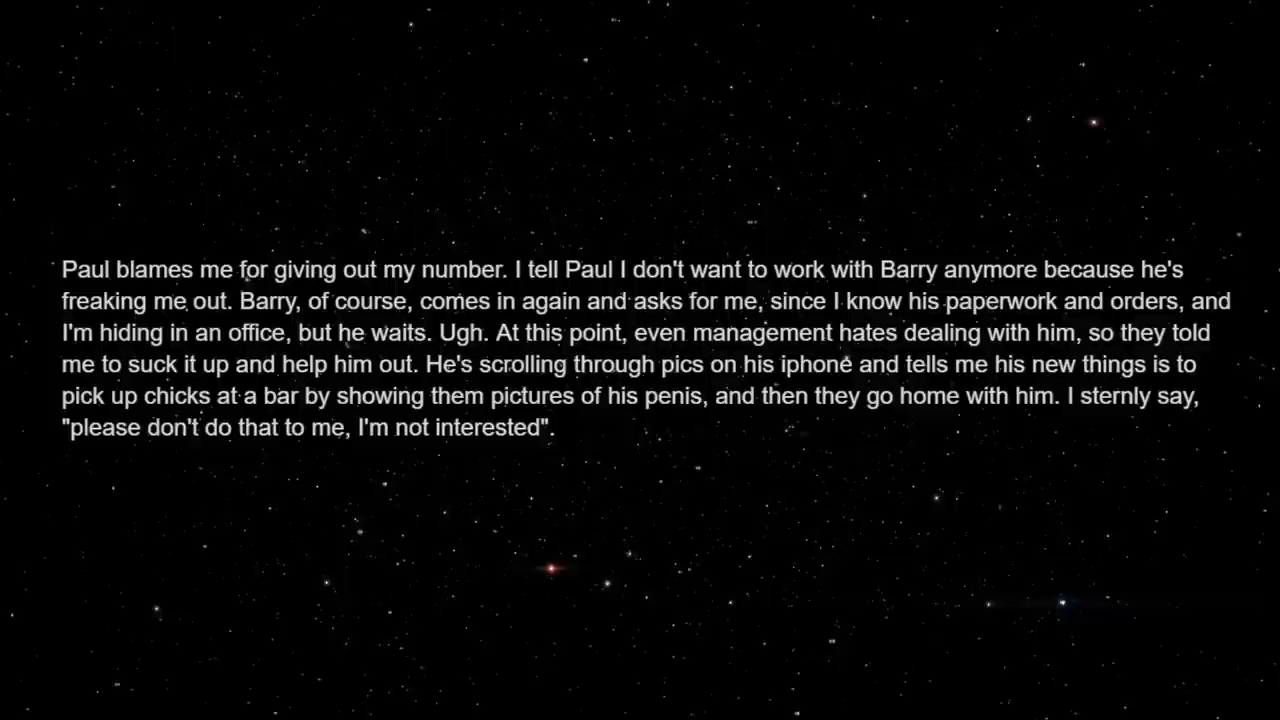 Paul blames me for giving out my number. I tell Paul I don't want to work with Barry anymore because he's
freaking me out. Barry, of course, comes in again and asks for me, since I know his paperwork and orders, and
I'm hiding in an office, but he waits. Ugh. At this point, even management hates dealing with him, so they told
me to suck it up and help him out. He's scrolling through pics on his iphone and tells me his new things is to
pick up chicks at a bar by showing them pictures of his penis, and then they go home with him. I sternly say,
"please don't do that to me, I'm not interested".